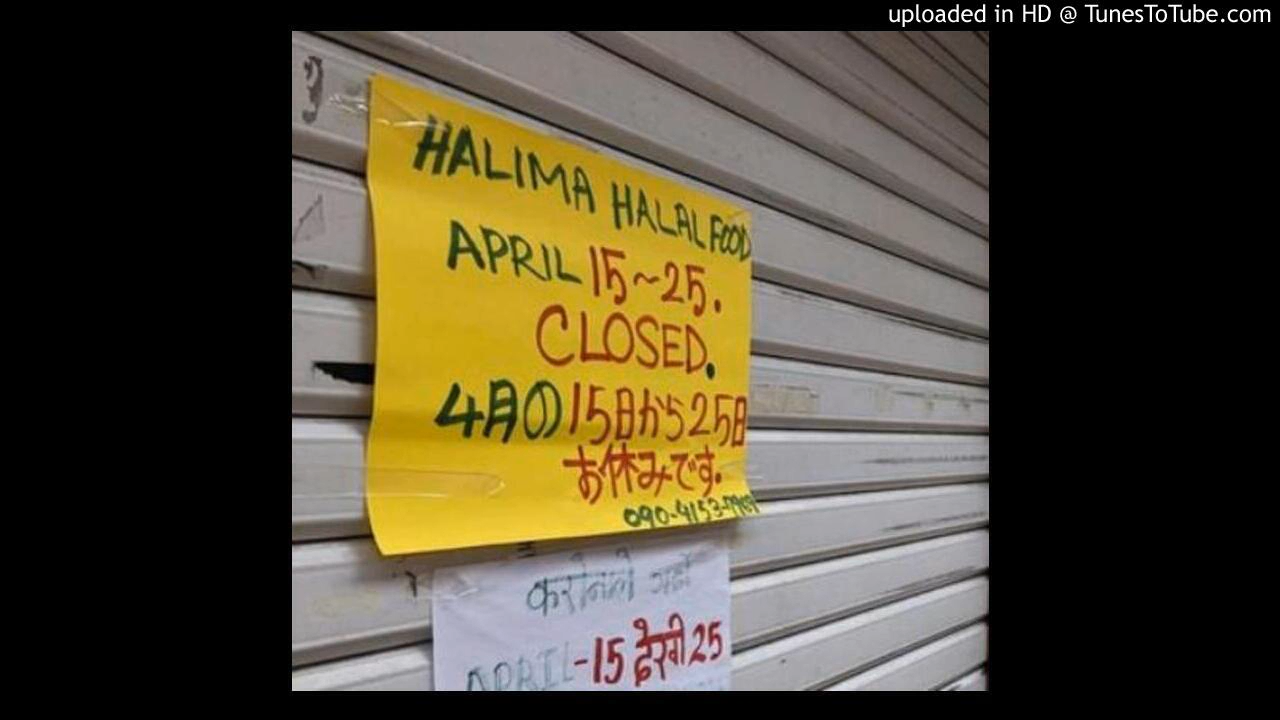 uploaded in HD @ TunesToTube.com
HALIMA HALAL FOOD
APRIL 15~25.
CLOSED.
4月の15日から25日
お休みです.
090-9153-
APRIL-15 देखी 25